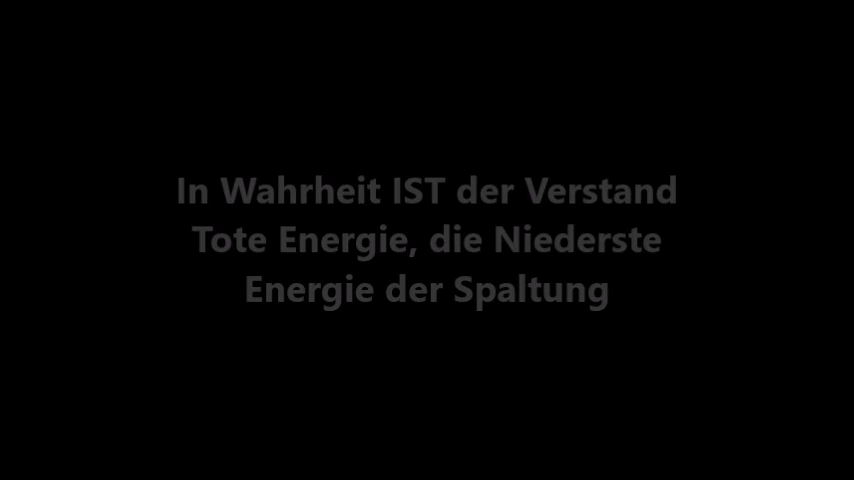 In Wahrheit IST der Verstand
Tote Energie, die Niederste
Energie der Spaltung